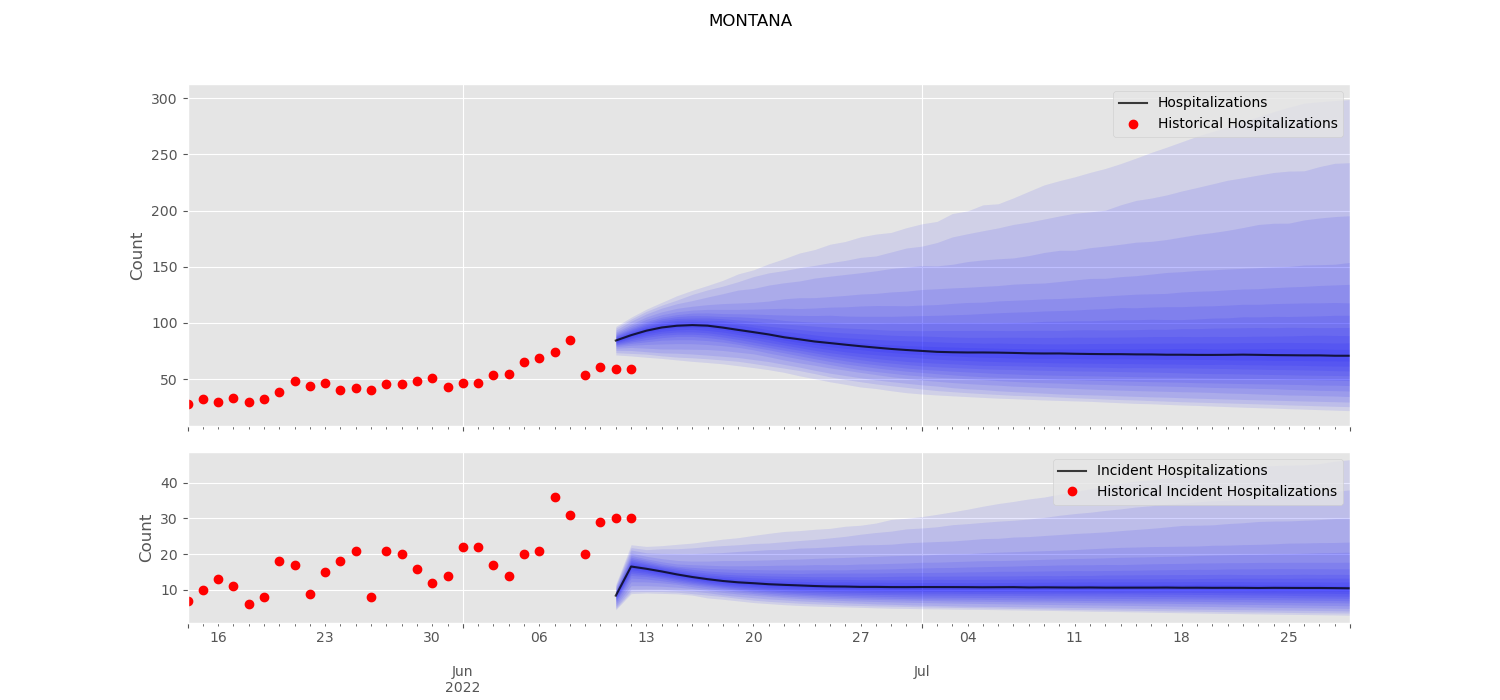 MONTANA
300
250
200
150
100
50
Count
Hospitalizations
Historical Hospitalizations
40
30
20
10
Count
Incident Hospitalizations
Historical Incident Hospitalizations
16 23 30 06 13 20 27 04 11 18 25
Jun Jul
2022